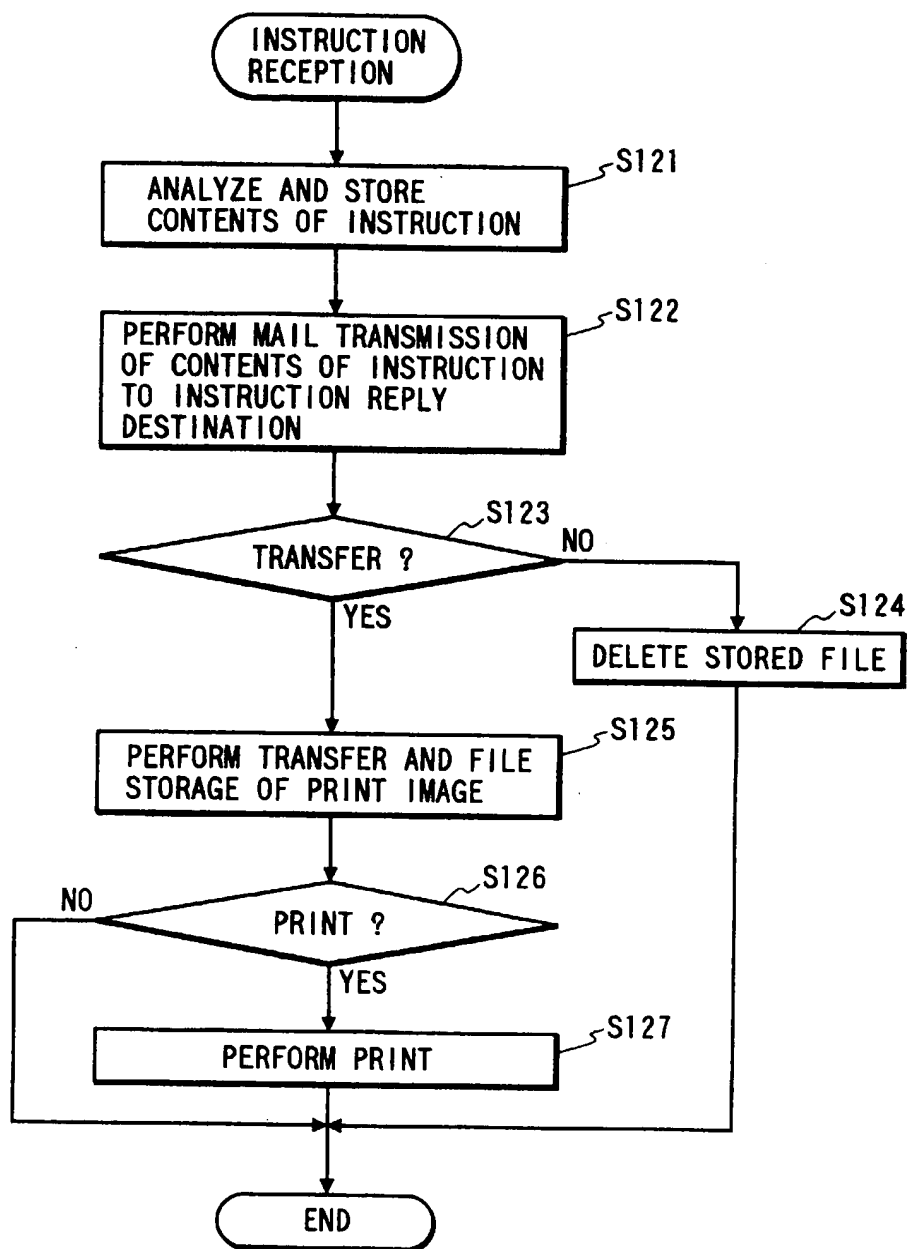 INSTRUCTION
RECEPTION
S121
ANALYZE AND STORE
CONTENTS OF INSTRUCTION
S122
PERFORM MAIL TRANSMISSION
OF CONTENTS OF INSTRUCTION
TO INSTRUCTION REPLY
DESTINATION
S123
TRANSFER ?
NO
YES
S124
DELETE STORED FILE
S125
PERFORM TRANSFER AND FILE
STORAGE OF PRINT IMAGE
S126
NO
PRINT ?
YES
S127
PERFORM PRINT
END